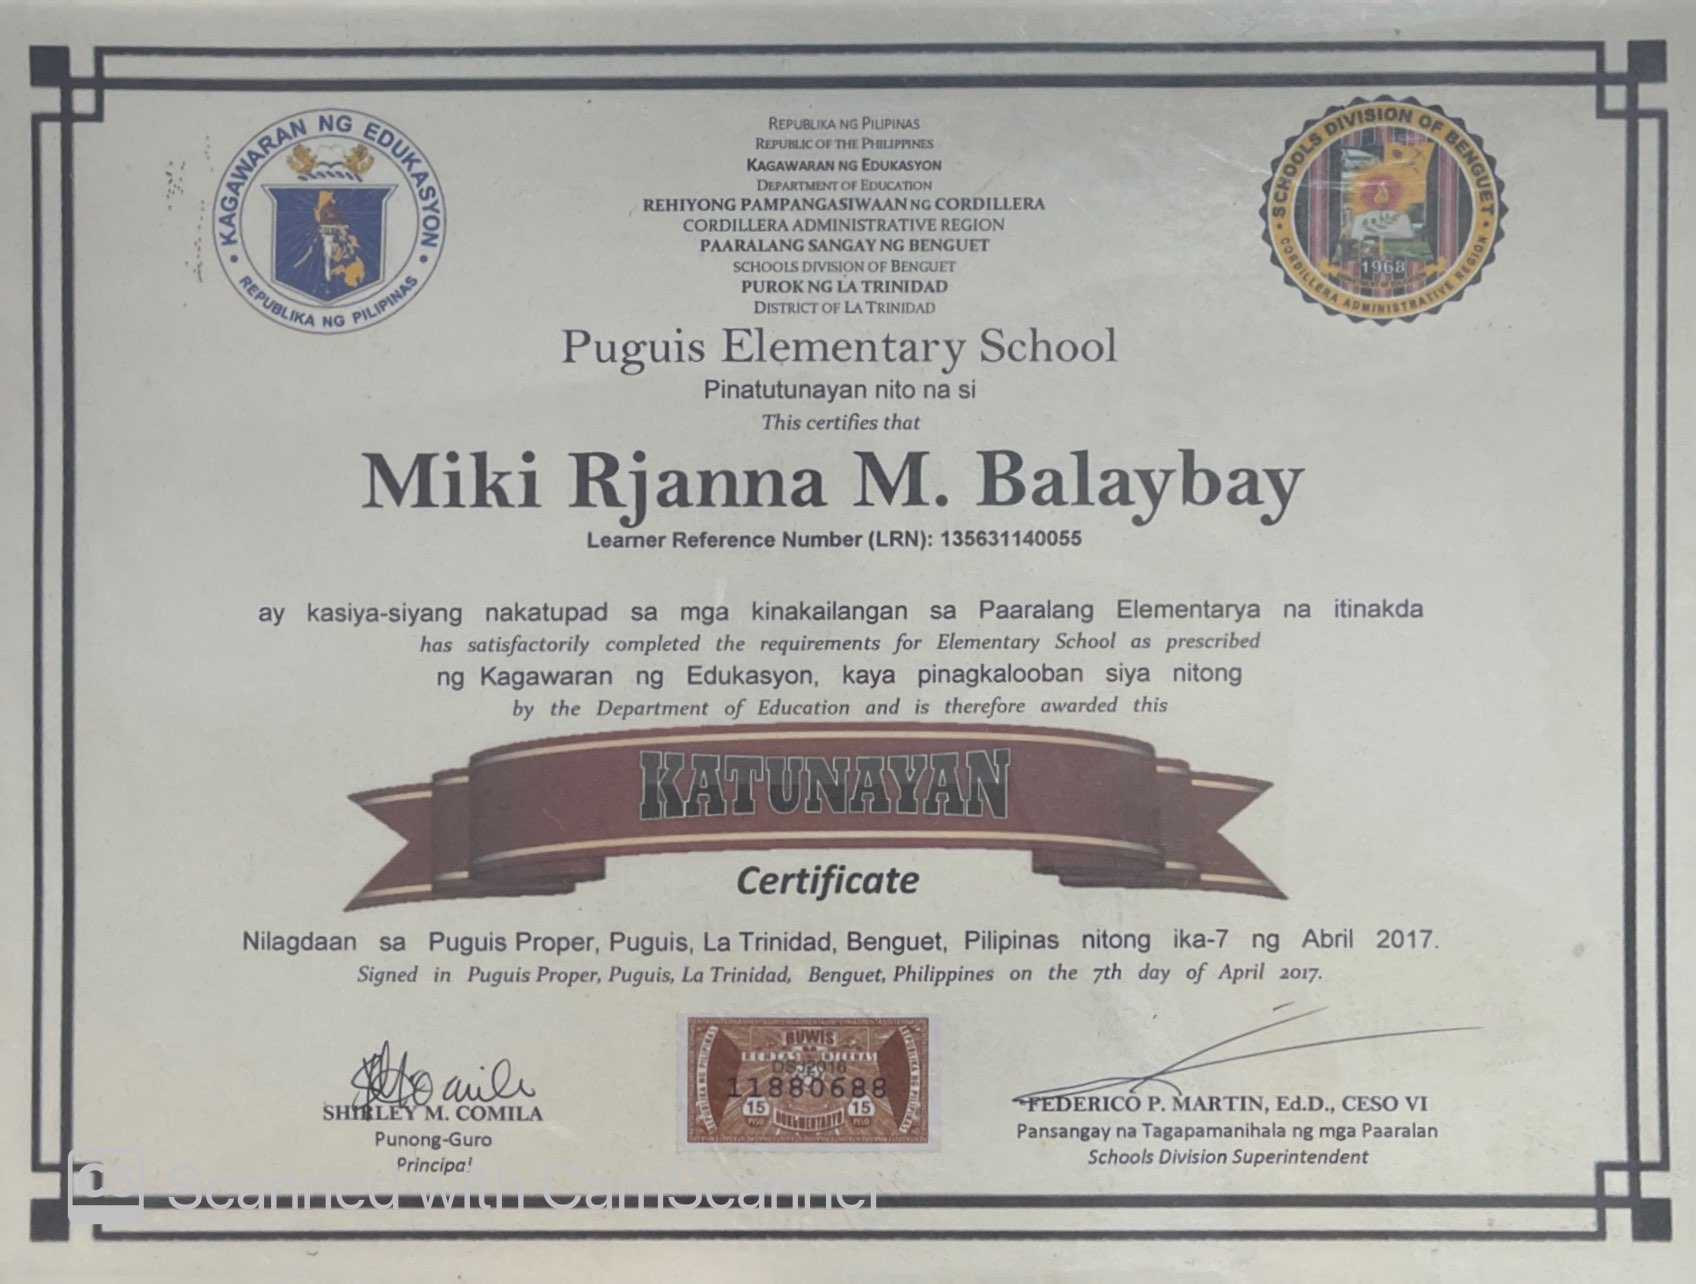 KAGAWARAN NG EDUKASYON
REPUBLIKA NG PILIPINAS
SCHOOLS DIVISION OF BENGUET
1968
CORDILLERA ADMINISTRATIVE REGION
REPUBLIKA NG PILIPINAS
REPUBLIC OF THE PHILIPPINES
KAGAWARAN NG EDUKASYON
DEPARTMENT OF EDUCATION
REHIYONG PAMPANGASIWAAN NG CORDILLERA
CORDILLERA ADMINISTRATIVE REGION
PAARALANG SANGAY NG BENGUET
SCHOOLS DIVISION OF BENGUET
PUROK NG LA TRINIDAD
DISTRICT OF LA TRINIDAD
Puguis Elementary School
Pinatutunayan nito na si
This certifies that
Miki Rjanna M. Balaybay
Learner Reference Number (LRN): 135631140055
ay kasiya-siyang nakatupad sa mga kinakailangan sa Paaralang Elementarya na itinakda
has satisfactorily completed the requirements for Elementary School as prescribed
ng Kagawaran ng Edukasyon, kaya pinagkalooban siya nitong
by the Department of Education and is therefore awarded this
KATUNAYAN
Certificate
Nilagdaan sa Puguis Proper, Puguis, La Trinidad, Benguet, Pilipinas nitong ika-7 ng Abril 2017.
Signed in Puguis Proper, Puguis, La Trinidad, Benguet, Philippines on the 7th day of April 2017.
BUWIS
RENTAS INTERNAS
11880688
15 15
PISO PISO
DOKUMENTARYO
SHIRLEY M. COMILA
Punong-Guro
Principal
FEDERICO P. MARTIN, Ed.D., CESO VI
Pansangay na Tagapamanihala ng mga Paaralan
Schools Division Superintendent
CS Scanned with CamScanner